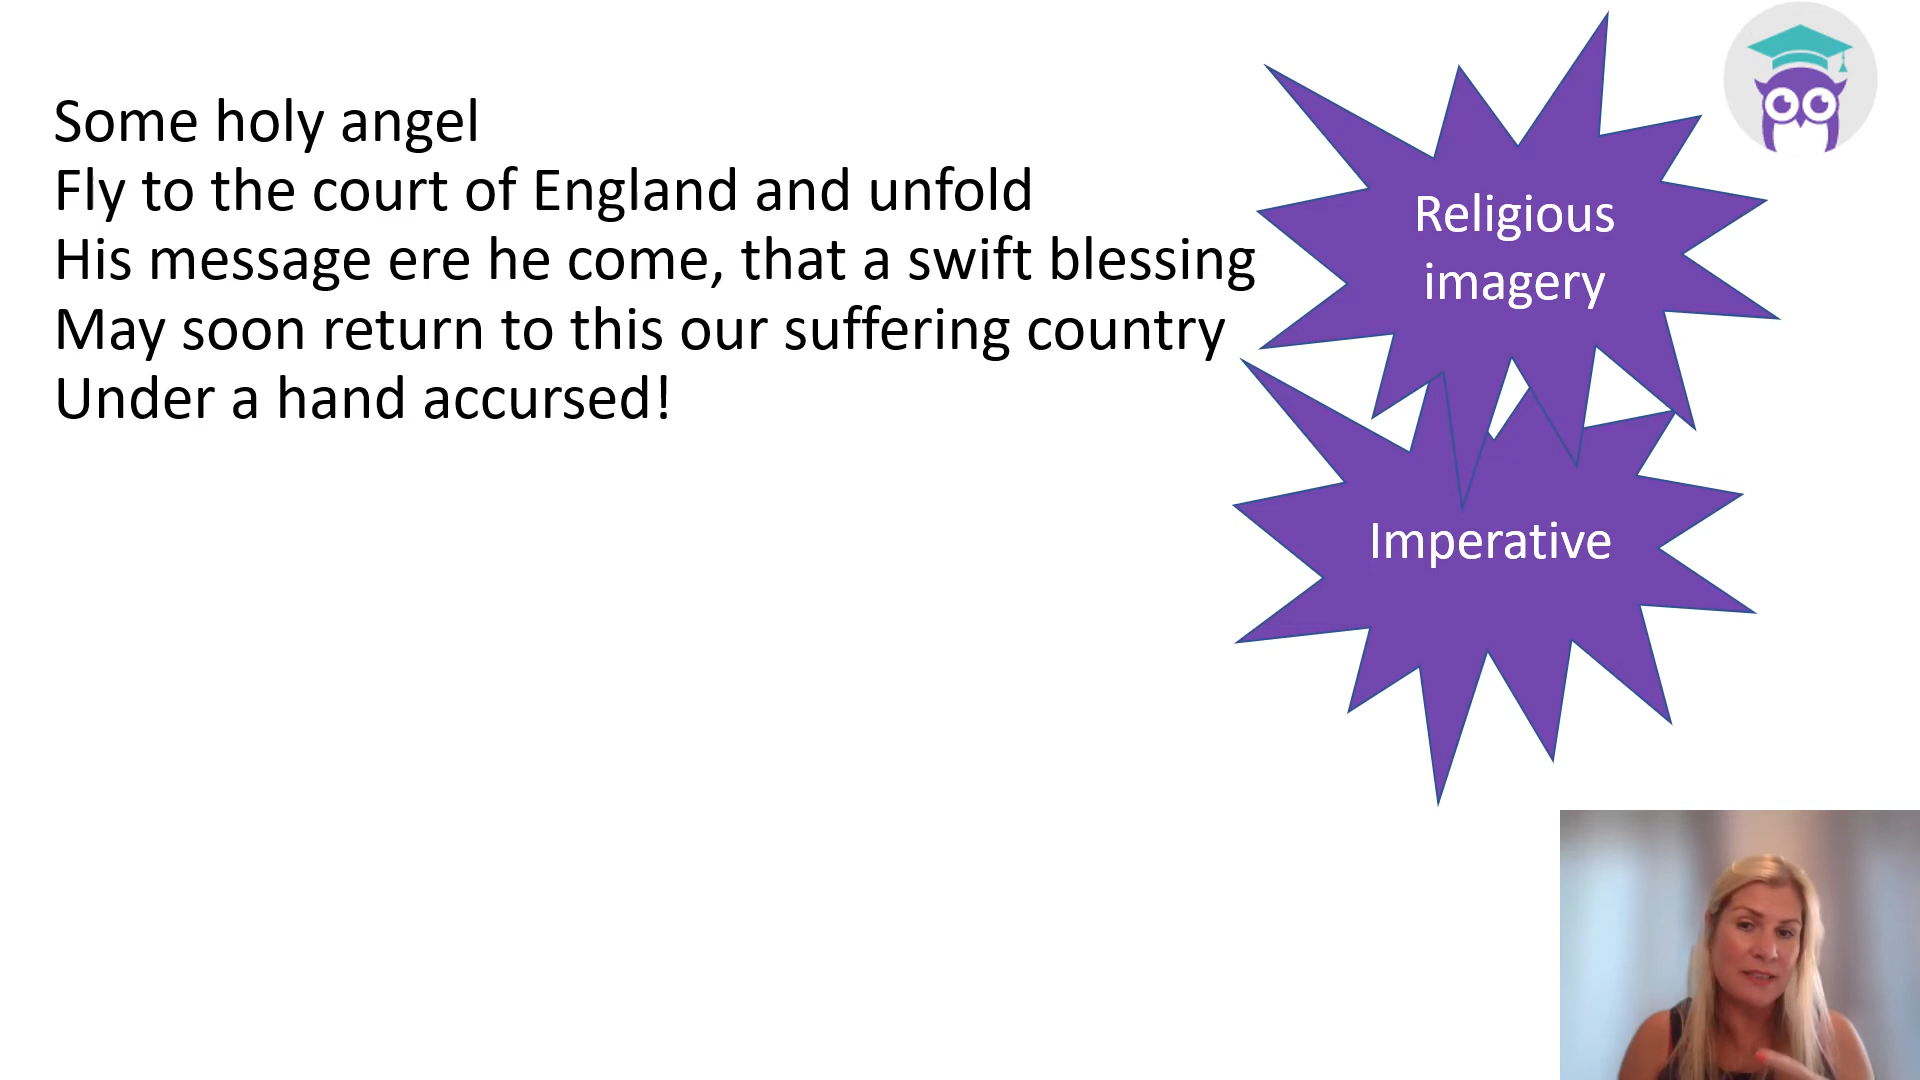 Some holy angel
Fly to the court of England and unfold
His message ere he come, that a swift blessing
May soon return to this our suffering country
Under a hand accursed!
Religious
imagery
Imperative